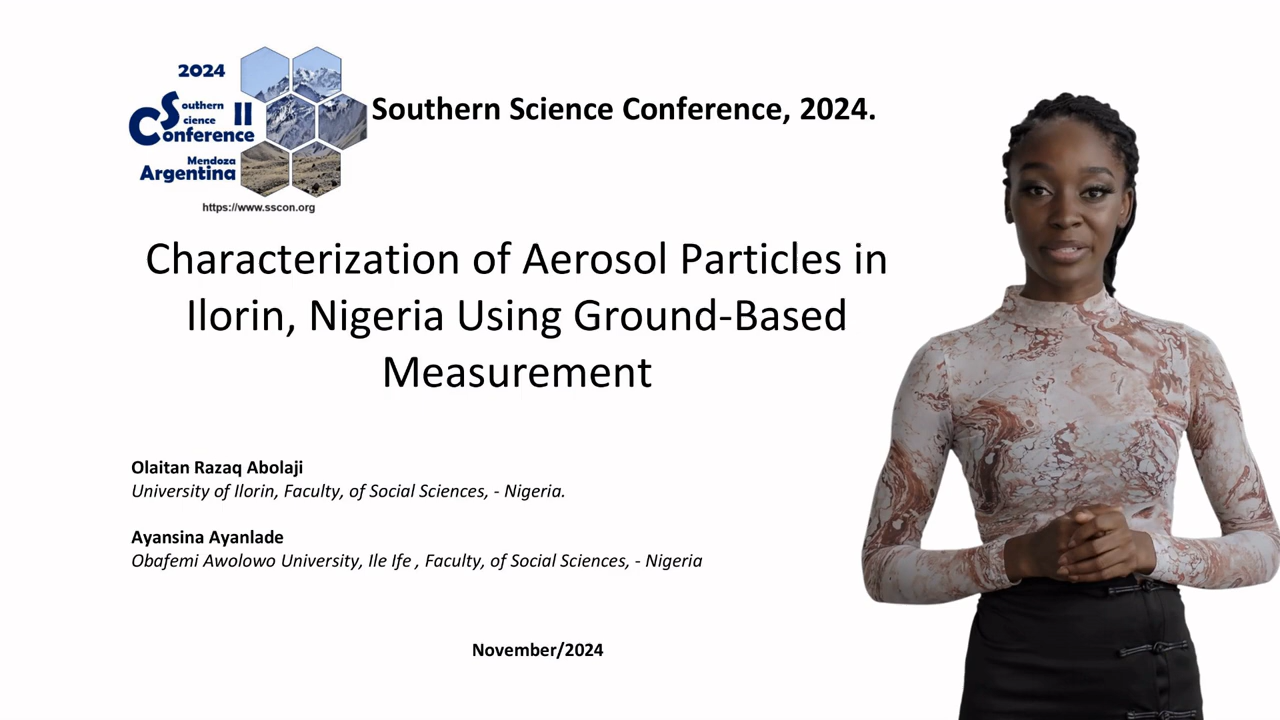 2024
Southern
Science
Conference II
Mendoza
Argentina
https://www.sscon.org
Southern Science Conference, 2024.
Characterization of Aerosol Particles in
Ilorin, Nigeria Using Ground-Based
Measurement
Olaitan Razaq Abolaji
University of Ilorin, Faculty, of Social Sciences, - Nigeria.
Ayansina Ayanlade
Obafemi Awolowo University, Ile Ife , Faculty, of Social Sciences, - Nigeria
November/2024